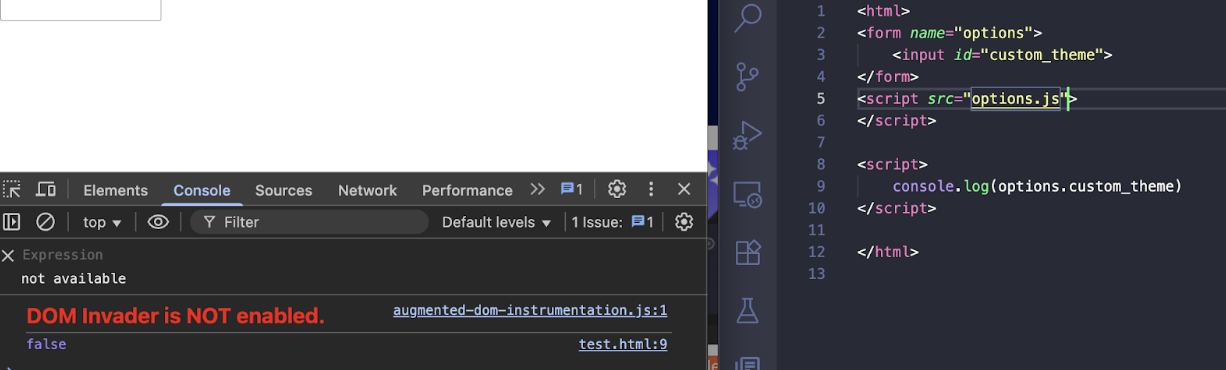 Elements Console Sources Network Performance 1
top Filter Default levels 1 Issue: 1
Expression
not available
DOM Invader is NOT enabled. augmented-dom-instrumentation.js:1
false test.html:9
1 <html>
2 <form name="options">
3 <input id="custom_theme">
4 </form>
5 <script src="options.js">
6 </script>
7
8 <script>
9 console.log(options.custom_theme)
10 </script>
11
12 </html>
13